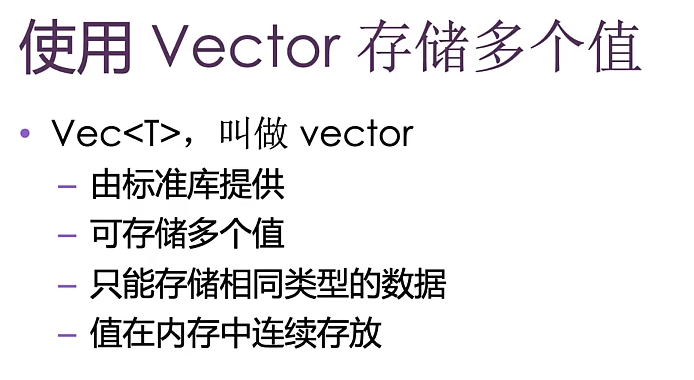 使用 Vector 存储多个值
• Vec<T>，叫做 vector
– 由标准库提供
– 可存储多个值
– 只能存储相同类型的数据
– 值在内存中连续存放